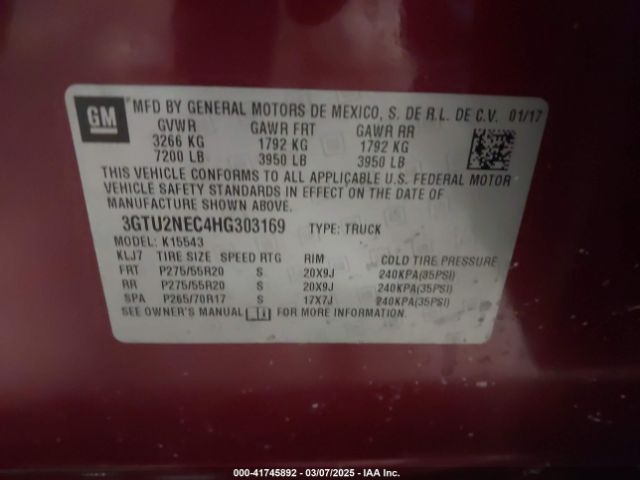 GM
MFD BY GENERAL MOTORS DE MEXICO, S. DE R.L. DE C.V. 01/17
GVWR GAWR FRT GAWR RR
3266 KG 1792 KG 1792 KG
7200 LB 3950 LB 3950 LB
THIS VEHICLE CONFORMS TO ALL APPLICABLE U.S. FEDERAL MOTOR
VEHICLE SAFETY STANDARDS IN EFFECT ON THE DATE OF
MANUFACTURE SHOWN ABOVE.
3GTU2NEC4HG303169 TYPE: TRUCK
MODEL: K15543
KLJ7 TIRE SIZE SPEED RTG RIM COLD TIRE PRESSURE
FRT P275/55R20 S 20X9J 240KPA(35PSI)
RR P275/55R20 S 20X9J 240KPA(35PSI)
SPA P265/70R17 S 17X7J 240KPA(35PSI)
SEE OWNER'S MANUAL FOR MORE INFORMATION.
000-41745892 — 03/07/2025 — IAA Inc.